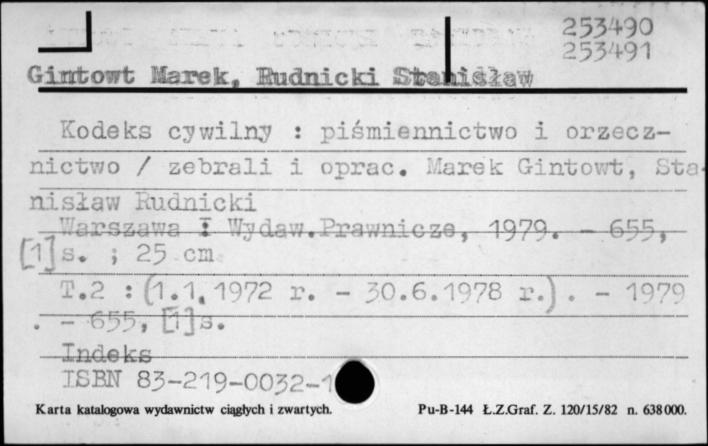 253490
253491
Gintowt Marek, Rudnicki Stanisław
Kodeks cywilny : piśmiennictwo i orzecz-
nictwo / zebrali i oprac. Marek Gintowt, Sta-
nisław Rudnicki
Warszawa : Wydaw.Prawnicze, 1979. - 655,
[1]s. ; 25 cm
T.2 : (1.1.1972 r. - 30.6.1978 r.). - 1979
. - 655, [1]s.
Indeks
ISBN 83-219-0032-1
Karta katalogowa wydawnictw ciągłych i zwartych.
Pu-B-144 Ł.Z.Graf. Z. 120/15/82 n. 638 000.